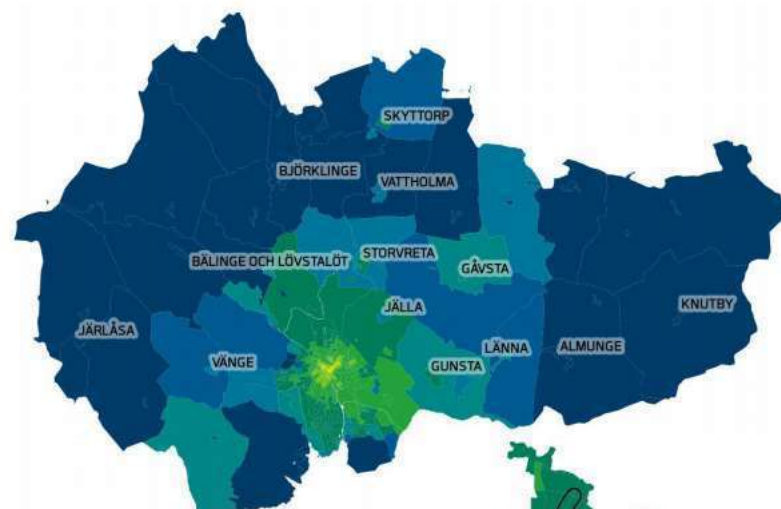 SKYTTORP
BJÖRKLINGE
VATTHOLMA
BÄLINGE OCH LÖVSTALÖT
STORVRETA
GÅVSTA
JÄLLA
KNUTBY
JÄRLÅSA
VÄNGE
GUNSTA
LÄNNA
ALMUNGE